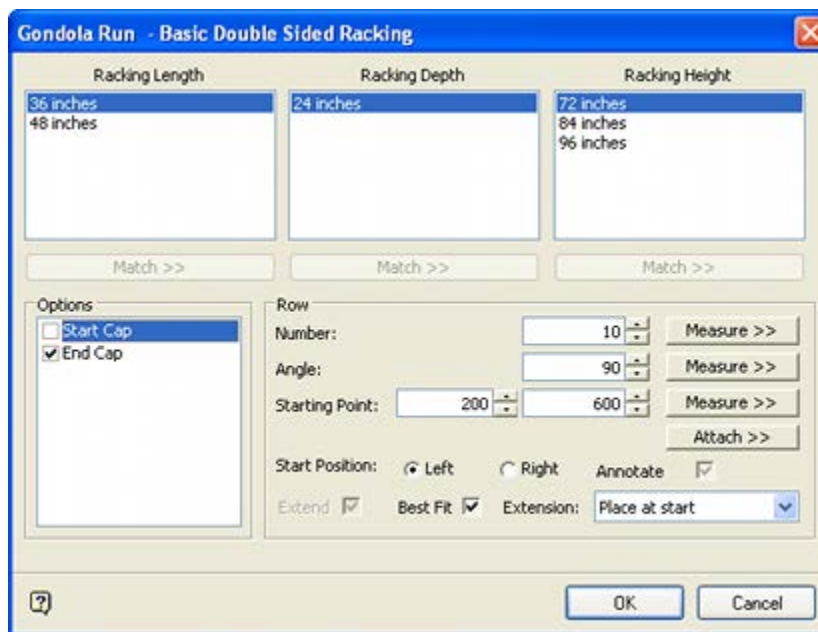 Gondola Run - Basic Double Sided Racking
Racking Length Racking Depth Racking Height
36 inches 24 inches 72 inches
48 inches 84 inches
96 inches
Match >> Match >> Match >>
Options Row
Start Cap Number: 10 Measure >>
End Cap Angle: 90 Measure >>
Starting Point: 200 600 Measure >>
Attach >>
Start Position: Left Right Annotate
Extend Best Fit Extension: Place at start
? OK Cancel